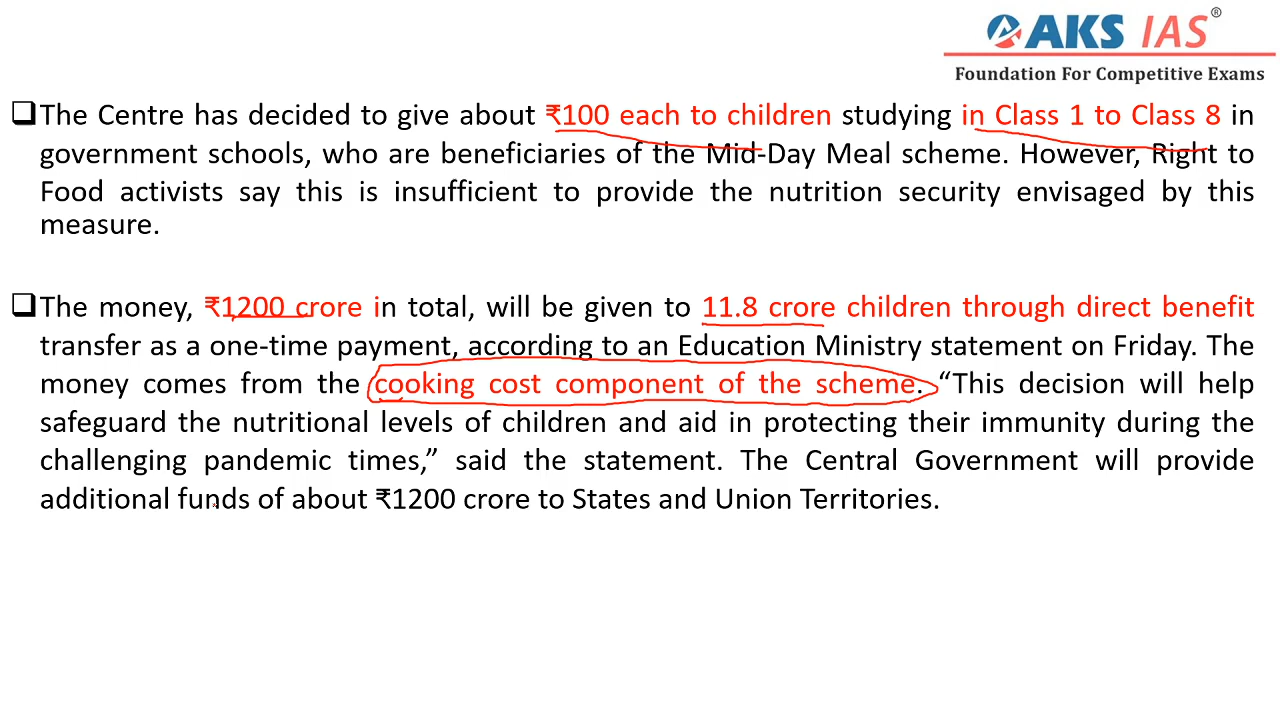 AKS IAS®
Foundation For Competitive Exams
The Centre has decided to give about ₹100 each to children studying in Class 1 to Class 8 in
government schools, who are beneficiaries of the Mid-Day Meal scheme. However, Right to
Food activists say this is insufficient to provide the nutrition security envisaged by this
measure.
The money, ₹1200 crore in total, will be given to 11.8 crore children through direct benefit
transfer as a one-time payment, according to an Education Ministry statement on Friday. The
money comes from the cooking cost component of the scheme. “This decision will help
safeguard the nutritional levels of children and aid in protecting their immunity during the
challenging pandemic times,” said the statement. The Central Government will provide
additional funds of about ₹1200 crore to States and Union Territories.